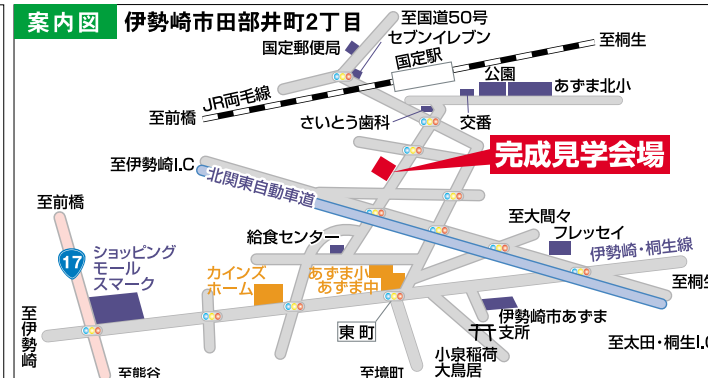 案内図 伊勢崎市田部井町2丁目
至国道50号
国定郵便局
セブンイレブン
国定駅
至桐生
JR両毛線
公園
あずま北小
至前橋
さいとう歯科
交番
完成見学会場
至伊勢崎I.C
北関東自動車道
至前橋
至大間々
フレッセイ
給食センター
伊勢崎・桐生線
17
ショッピング
モール
スマーク
カインズ
ホーム
あずま小
あずま中
至桐生
至伊勢崎
東町
伊勢崎市あずま
支所
小泉稲荷
大鳥居
至太田・桐生I.C
至熊谷
至境町